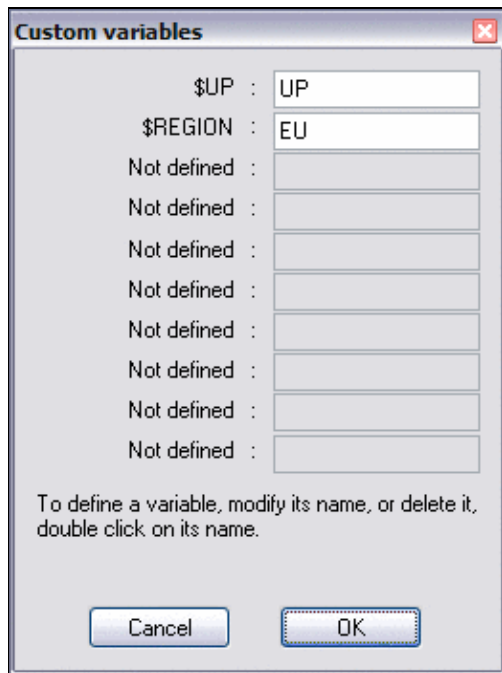 Custom variables
$UP : UP
$REGION : EU
Not defined :
Not defined :
Not defined :
Not defined :
Not defined :
Not defined :
Not defined :
Not defined :
To define a variable, modify its name, or delete it,
double click on its name.
Cancel OK